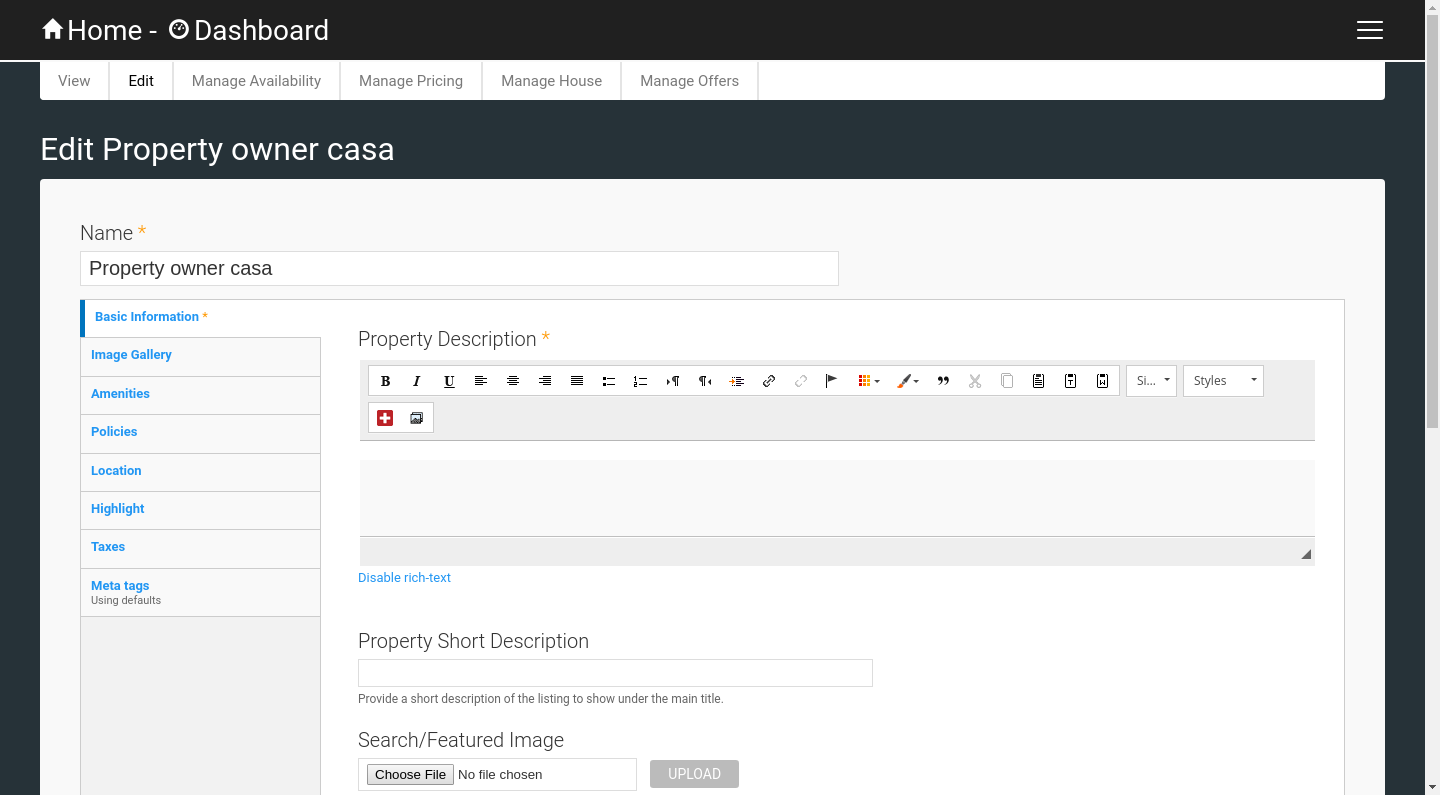 Home - Dashboard
View Edit Manage Availability Manage Pricing Manage House Manage Offers
Edit Property owner casa
Name *
Property owner casa
Basic Information *
Image Gallery
Amenities
Policies
Location
Highlight
Taxes
Meta tags
Using defaults
Property Description *
B I U Si... Styles
Disable rich-text
Property Short Description
Provide a short description of the listing to show under the main title.
Search/Featured Image
Choose File No file chosen UPLOAD